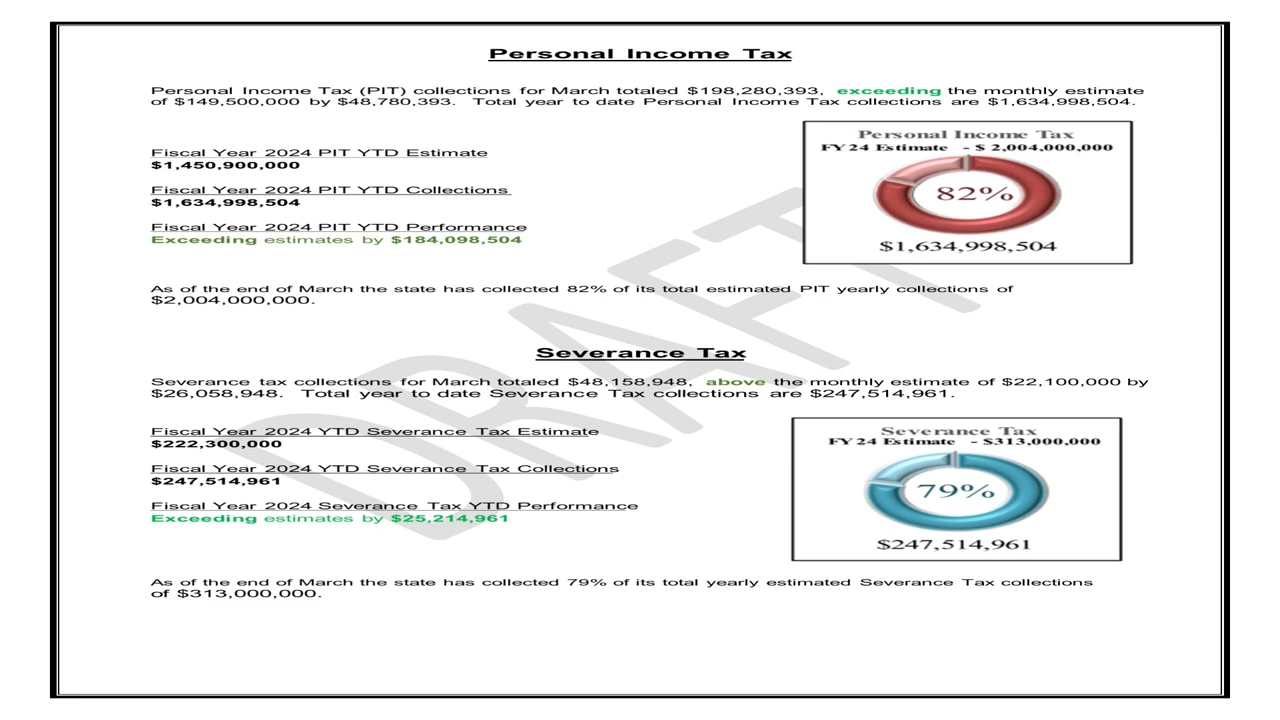 Personal Income Tax
Personal Income Tax (PIT) collections for March totaled $198,280,393, exceeding the monthly estimate
of $149,500,000 by $48,780,393. Total year to date Personal Income Tax collections are $1,634,998,504.
Fiscal Year 2024 PIT YTD Estimate
$1,450,900,000
Fiscal Year 2024 PIT YTD Collections
$1,634,998,504
Fiscal Year 2024 PIT YTD Performance
Exceeding estimates by $184,098,504
Personal Income Tax
FY 24 Estimate - $ 2,004,000,000
82%
$1,634,998,504
As of the end of March the state has collected 82% of its total estimated PIT yearly collections of
$2,004,000,000.
DRAFT
Severance Tax
Severance tax collections for March totaled $48,158,948, above the monthly estimate of $22,100,000 by
$26,058,948. Total year to date Severance Tax collections are $247,514,961.
Fiscal Year 2024 YTD Severance Tax Estimate
$222,300,000
Fiscal Year 2024 YTD Severance Tax Collections
$247,514,961
Fiscal Year 2024 Severance Tax YTD Performance
Exceeding estimates by $25,214,961
Severance Tax
FY 24 Estimate - $313,000,000
79%
$247,514,961
As of the end of March the state has collected 79% of its total yearly estimated Severance Tax collections
of $313,000,000.